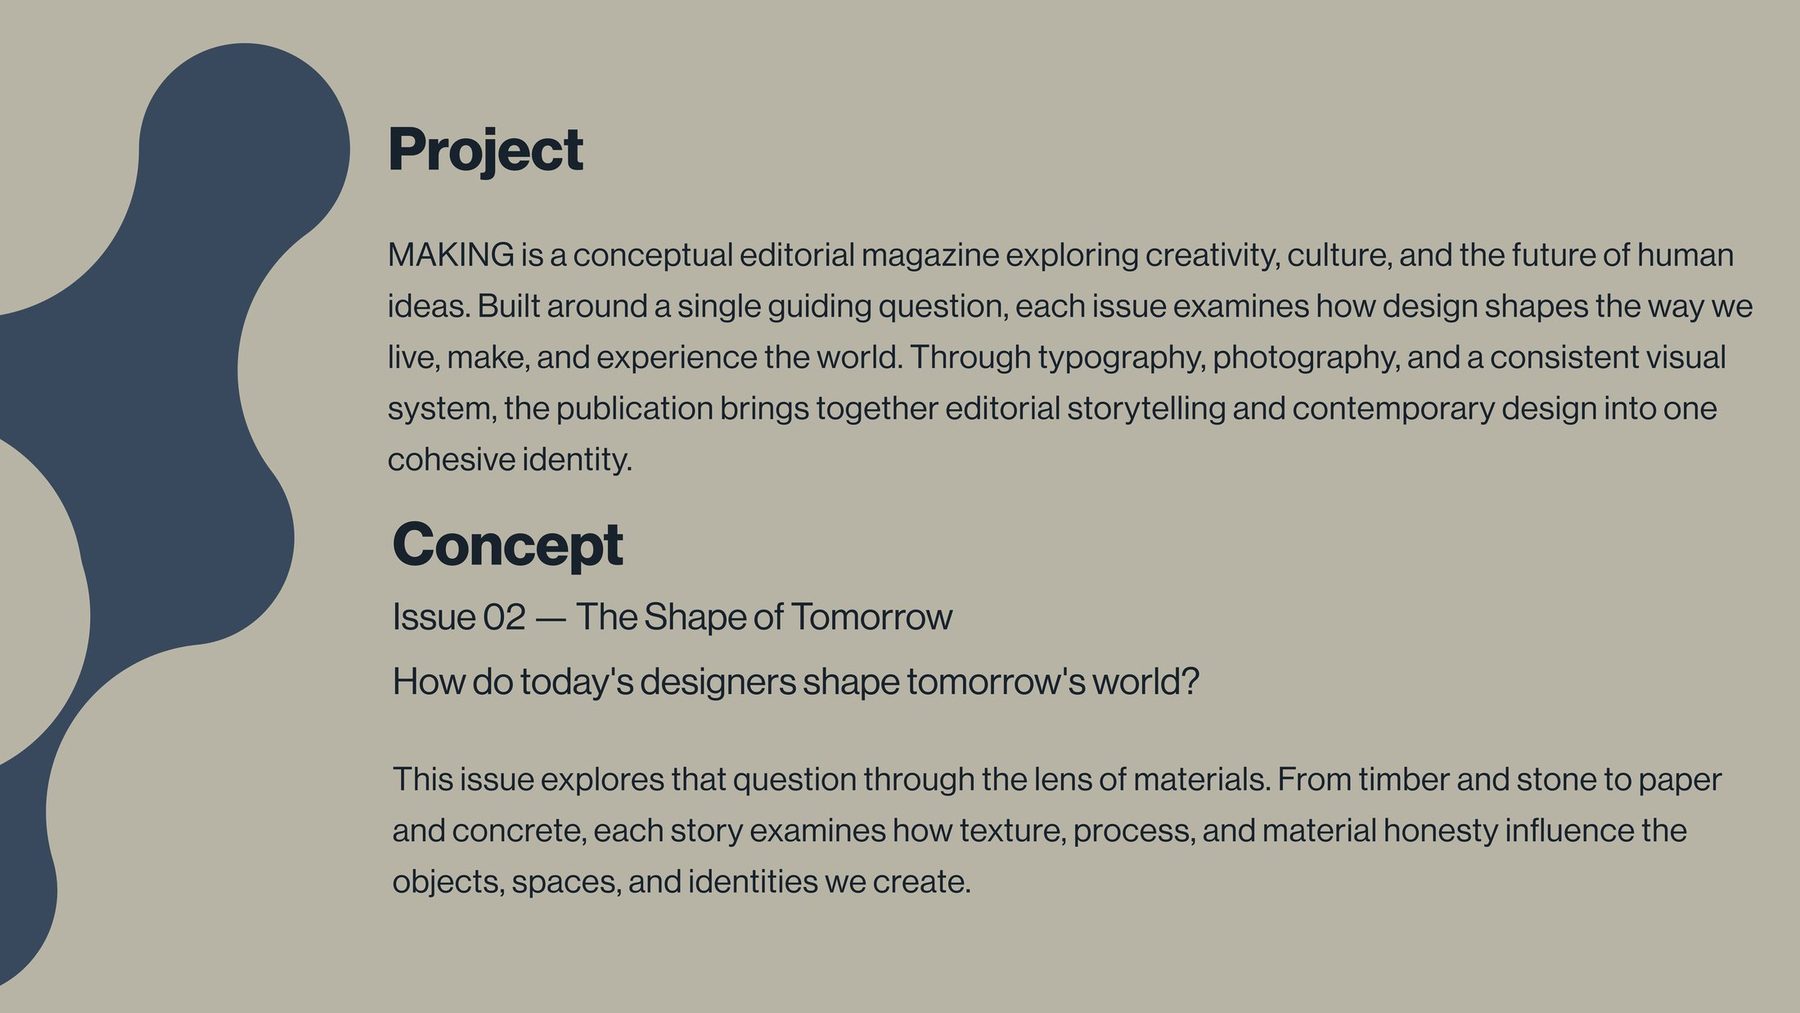 Project
MAKING is a conceptual editorial magazine exploring creativity, culture, and the future of human
ideas. Built around a single guiding question, each issue examines how design shapes the way we
live, make, and experience the world. Through typography, photography, and a consistent visual
system, the publication brings together editorial storytelling and contemporary design into one
cohesive identity.
Concept
Issue 02 — The Shape of Tomorrow
How do today's designers shape tomorrow's world?
This issue explores that question through the lens of materials. From timber and stone to paper
and concrete, each story examines how texture, process, and material honesty influence the
objects, spaces, and identities we create.